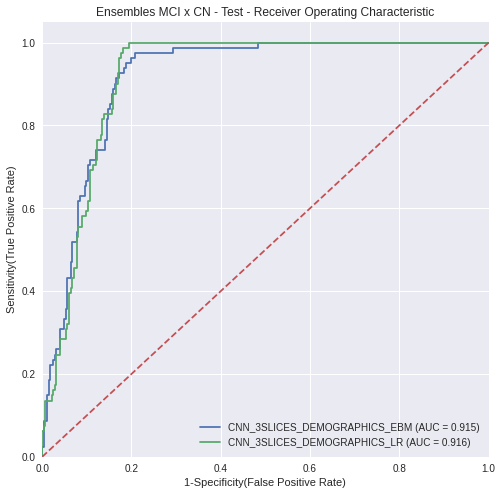 Ensembles MCI x CN - Test - Receiver Operating Characteristic
1.0
0.8
0.6
0.4
0.2
0.0
Sensitivity(True Positive Rate)
CNN_3SLICES_DEMOGRAPHICS_EBM (AUC = 0.915)
CNN_3SLICES_DEMOGRAPHICS_LR (AUC = 0.916)
0.0 0.2 0.4 0.6 0.8 1.0
1-Specificity(False Positive Rate)